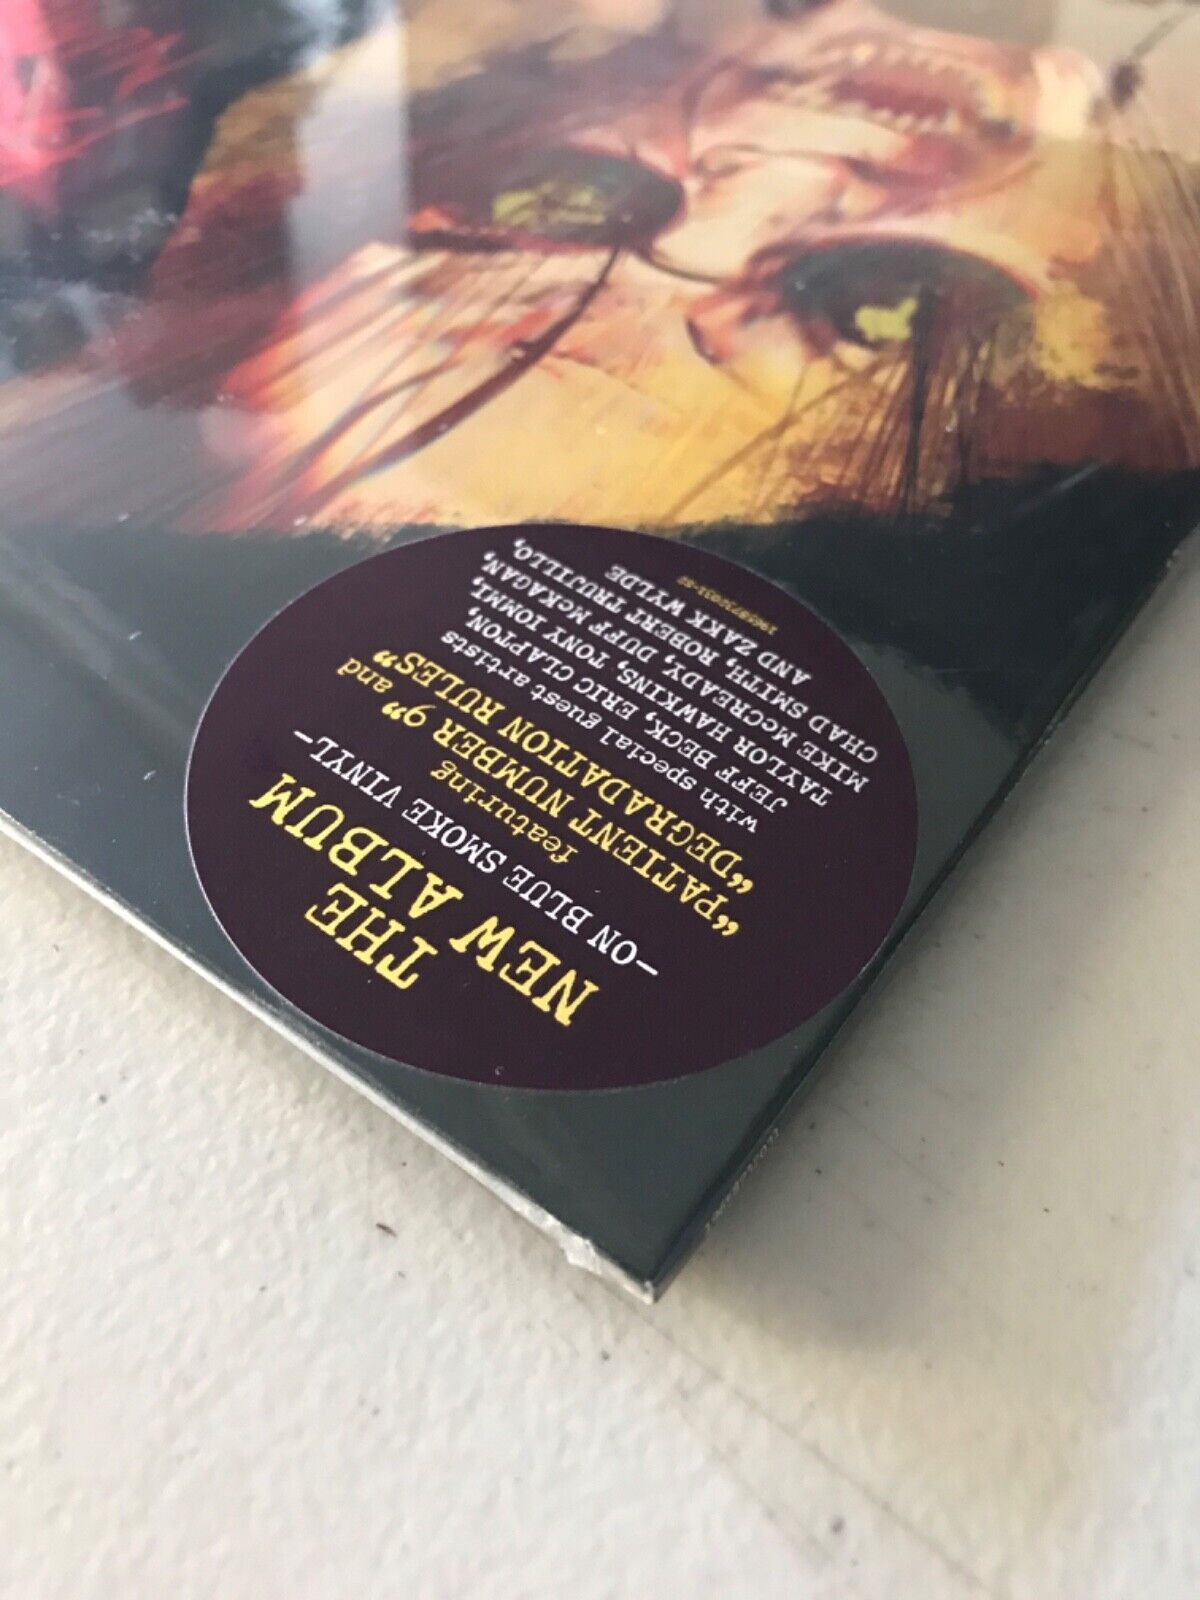 THE
NEW ALBUM
—ON BLUE SMOKE VINYL—
featuring
“PATIENT NUMBER 9” and
“DEGRADATION RULES”
with special guest artists
JEFF BECK, ERIC CLAPTON,
TAYLOR HAWKINS, TONY IOMMI,
MIKE McCREADY, DUFF McKAGAN,
CHAD SMITH, ROBERT TRUJILLO,
AND ZAKK WYLDE